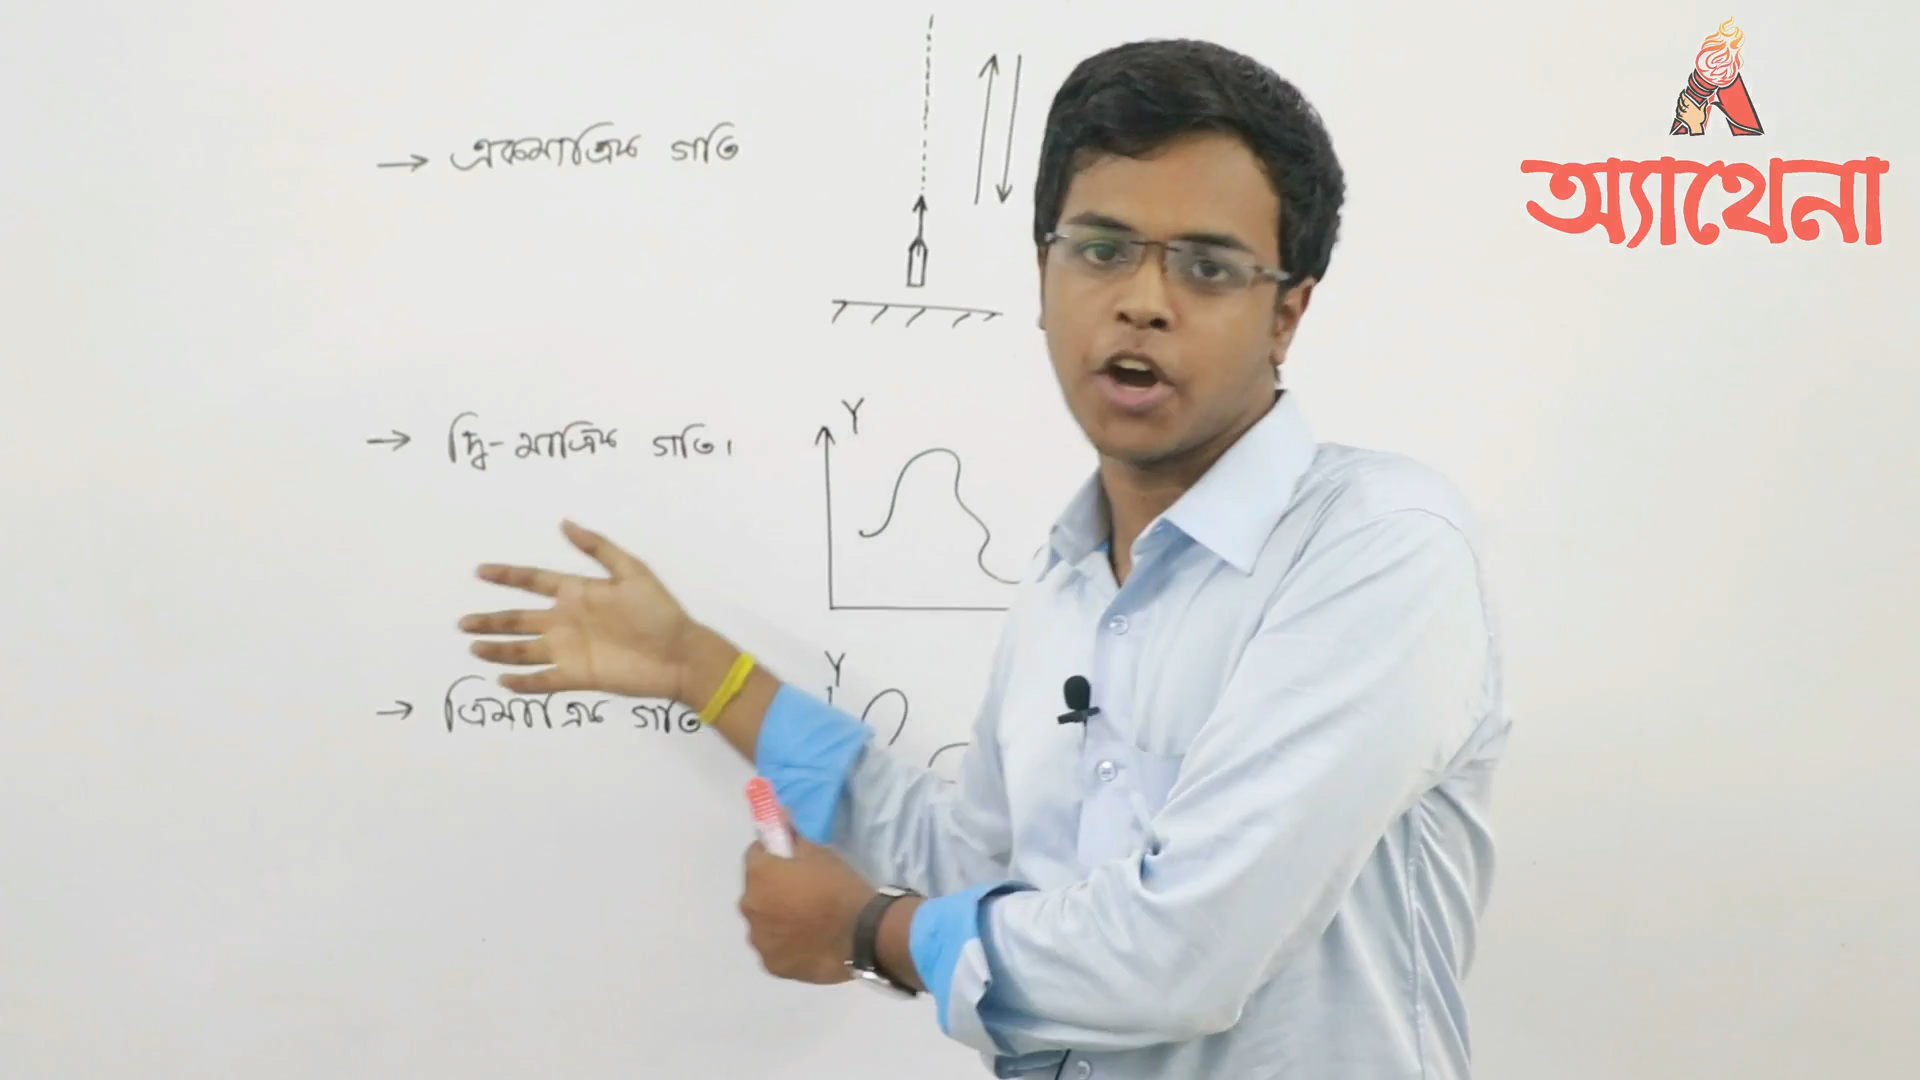 → একমাত্রিক গতি
→ দ্বি-মাত্রিক গতি।
→ ত্রিমাত্রিক গতি
Y
Y
অ্যাথেনা